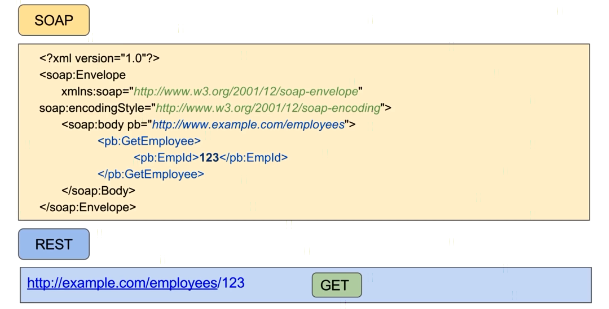 SOAP
<?xml version="1.0"?>
<soap:Envelope
xmlns:soap="http://www.w3.org/2001/12/soap-envelope"
soap:encodingStyle="http://www.w3.org/2001/12/soap-encoding">
<soap:body pb="http://www.example.com/employees">
<pb:GetEmployee>
<pb:EmpId>123</pb:EmpId>
</pb:GetEmployee>
</soap:Body>
</soap:Envelope>
REST
http://example.com/employees/123 GET